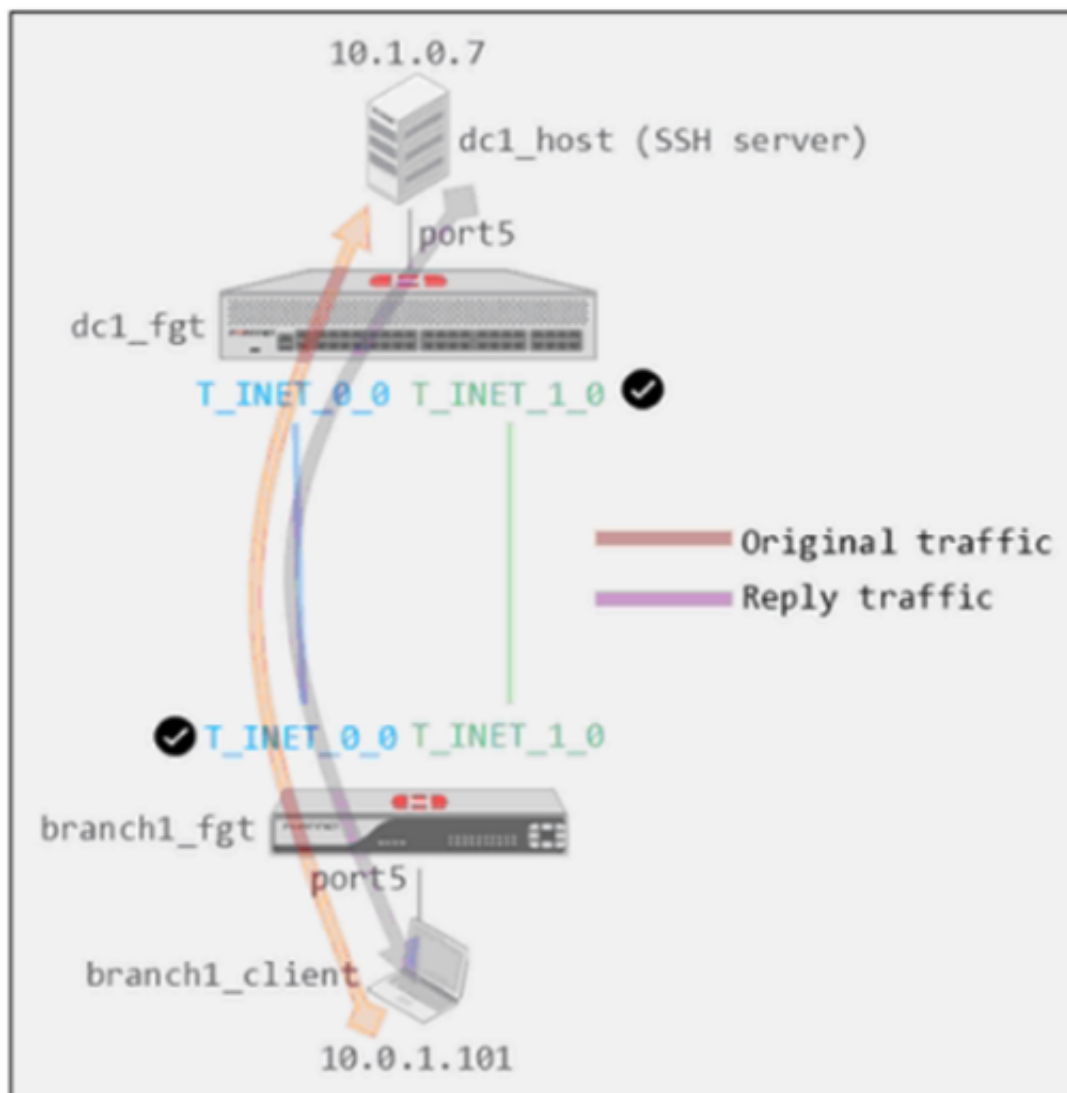 10.1.0.7
dc1_host (SSH server)
port5
dc1_fgt
T_INET_0_0 T_INET_1_0
Original traffic
Reply traffic
T_INET_0_0 T_INET_1_0
branch1_fgt
port5
branch1_client
10.0.1.101